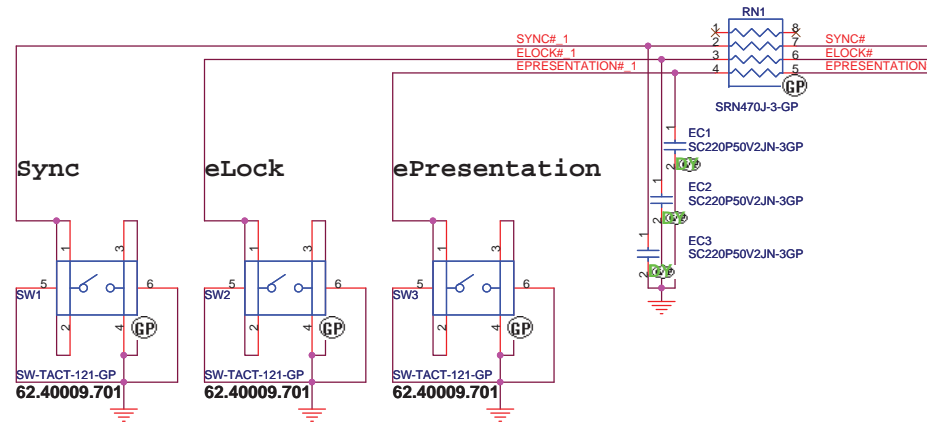 RN1
1 8
SYNC#_1 2 7 SYNC#
ELOCK#_1 3 6 ELOCK#
EPRESENTATION#_1 4 5 EPRESENTATION
GP
SRN470J-3-GP
1 EC1
SC220P50V2JN-3GP
2
Sync eLock ePresentation
1 EC2
SC220P50V2JN-3GP
2
1 EC3
SC220P50V2JN-3GP
2
1 3 1 3 1 3
5 6 5 6 5 6
SW1 SW2 SW3
2 4 GP 2 4 GP 2 4 GP
SW-TACT-121-GP SW-TACT-121-GP SW-TACT-121-GP
62.40009.701 62.40009.701 62.40009.701